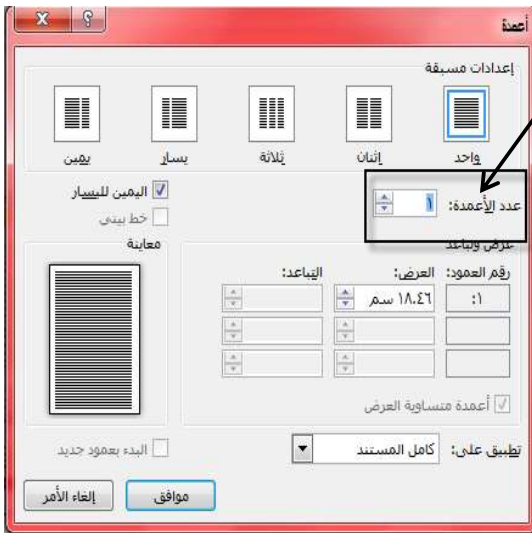 أعمدة
إعدادات مسبقة
واحد إثنان ثلاثة يسار يمين
عدد الأعمدة: ١
اليمين لليسار
خط بيني
عرض وتباعد
معاينة
رقم العمود: العرض: التباعد:
١: ١٨.٤٦ سم
أعمدة متساوية العرض
تطبيق على: كامل المستند
البدء بعمود جديد
موافق إلغاء الأمر